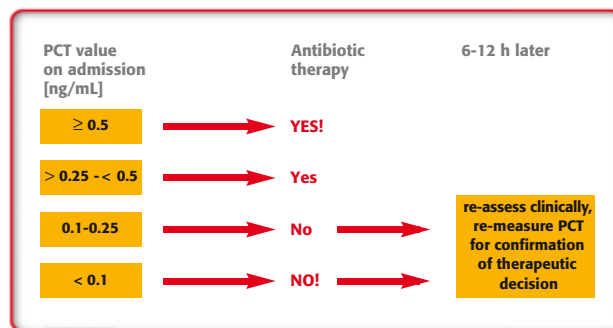 PCT value
on admission
[ng/mL]
Antibiotic
therapy
6-12 h later
≥ 0.5
YES!
> 0.25 - < 0.5
Yes
0.1-0.25
No
< 0.1
NO!
re-assess clinically,
re-measure PCT
for confirmation
of therapeutic
decision